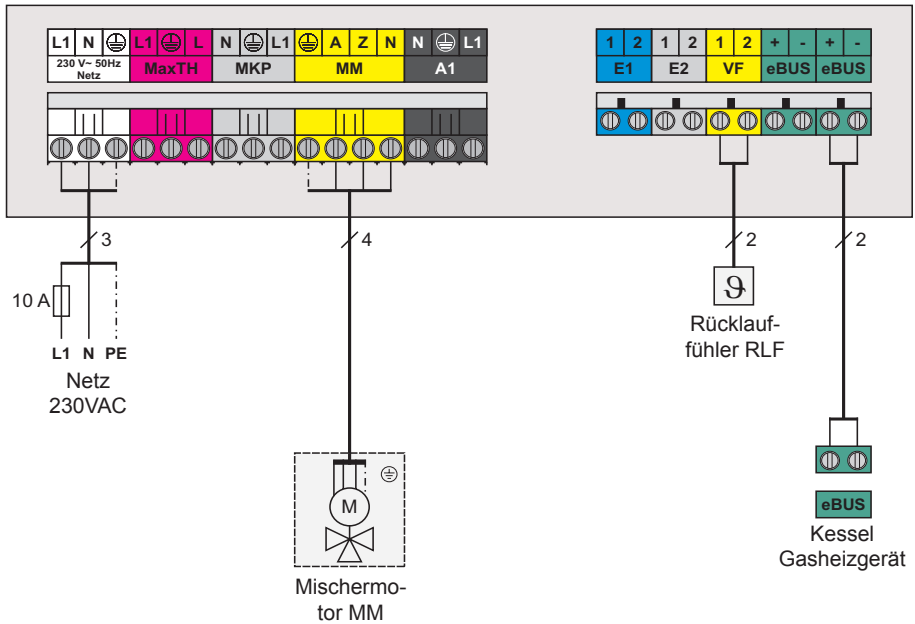 L1 N L1 L N L1 A Z N N L1
230 V~ 50Hz
Netz
MaxTH MKP MM A1
1 2 1 2 1 2 + - + -
E1 E2 VF eBUS eBUS
3 4 2 2
10 A
L1 N PE
Netz
230VAC
M
Mischermo-
tor MM
ϑ
Rücklauf-
fühler RLF
eBUS
Kessel
Gasheizgerät